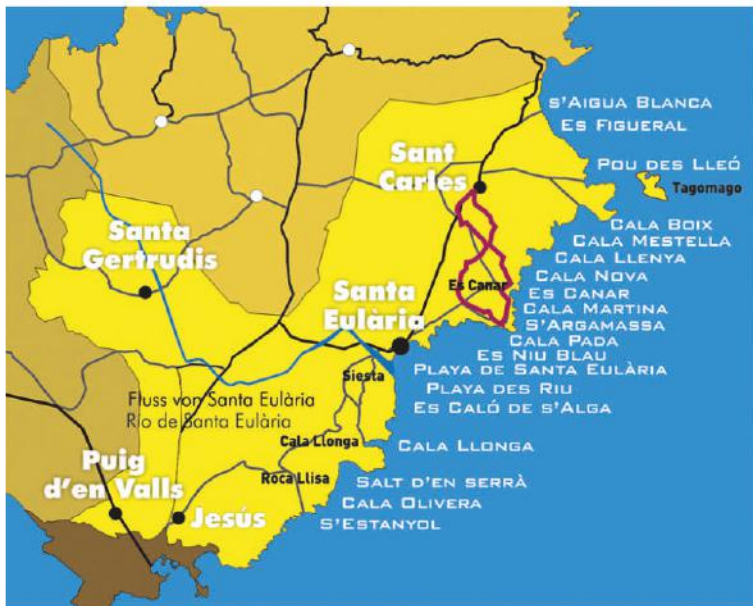 s'Aigua Blanca
Es Figueral
Sant
Carles
Pou des Lleó
Tagomago
Cala Boix
Cala Mestella
Cala Llenya
Cala Nova
Es Canar
Cala Martina
S'Argamassa
Cala Pada
Es Niu Blau
Playa de Santa Eulària
Playa des Riu
Es Caló de s'Alga
Santa
Gertrudis
Es Canar
Santa
Eulària
Siesta
Fluss von Santa Eulària
Río de Santa Eulària
Cala Llonga
Cala Llonga
Roca Llisa
Salt d'en Serrà
Cala Olivera
S'Estanyol
Puig
d'en Valls
Jesús